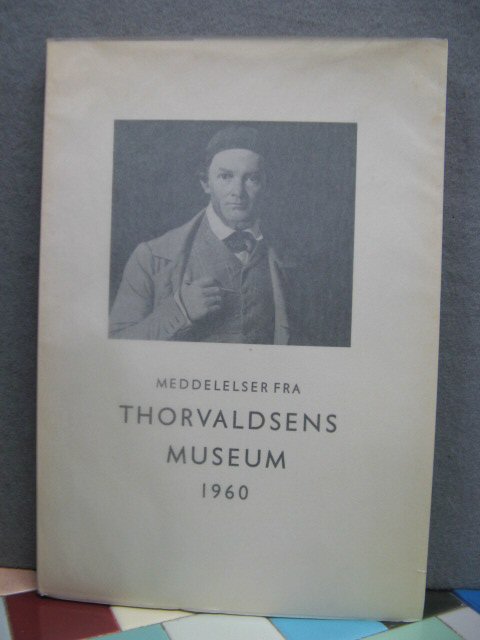 MEDDELELSER FRA
THORVALDSENS
MUSEUM
1960